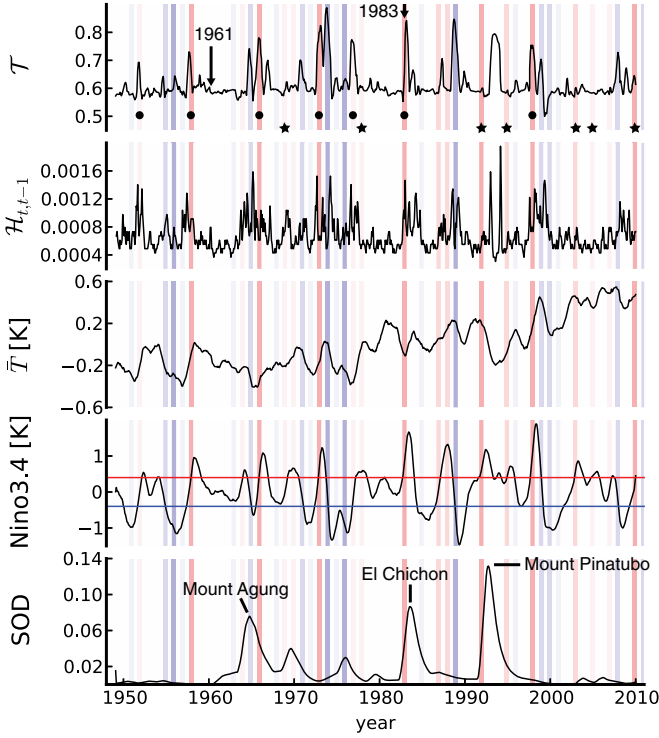 1983
1961
𝒯
0.8
0.7
0.6
0.5
ℋt,t−1
0.0016
0.0012
0.0008
0.0004
T̄ [K]
0.6
0.2
−0.2
−0.6
Nino3.4 [K]
1
0
−1
SOD
0.14
0.10
0.06
0.02
Mount Agung
El Chichon
Mount Pinatubo
1950 1960 1970 1980 1990 2000 2010
year